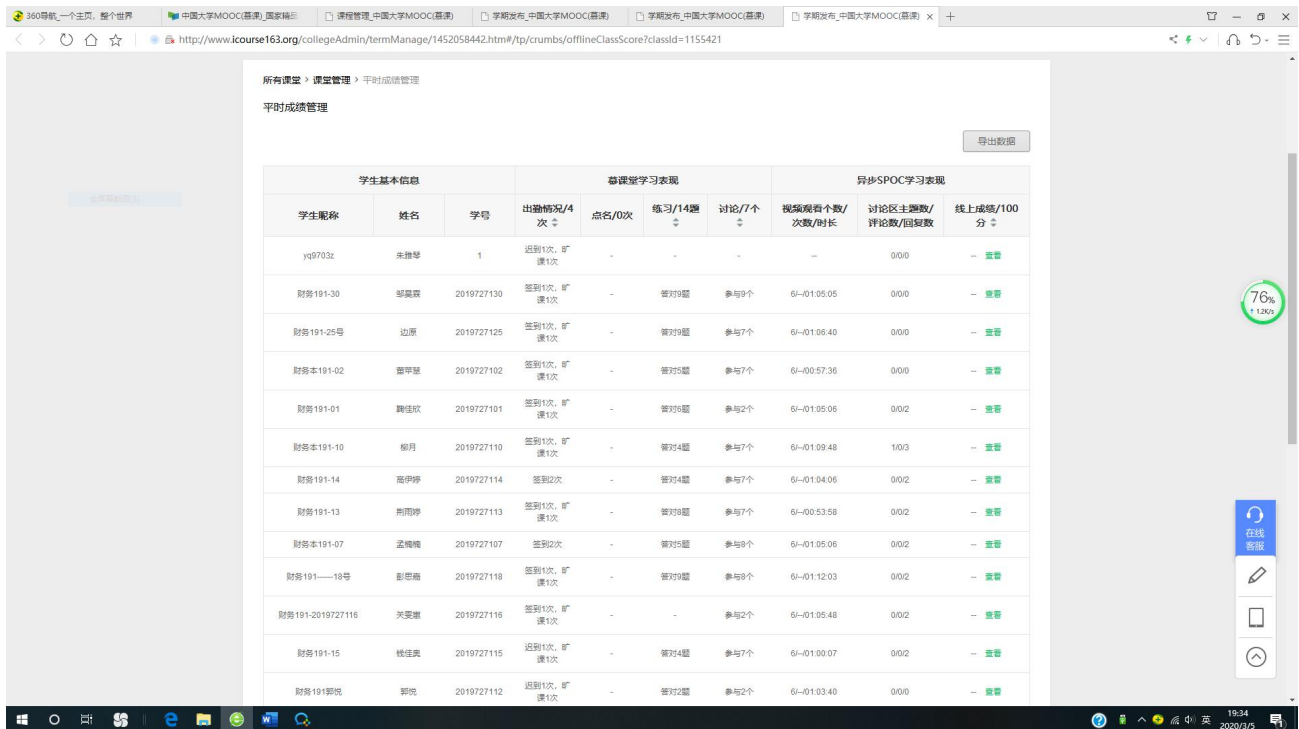 360导航_一个主页，整个世界 中国大学MOOC(慕课)_国家精品 课程管理_中国大学MOOC(慕课) 学期发布_中国大学MOOC(慕课) 学期发布_中国大学MOOC(慕课) 学期发布_中国大学MOOC(慕课)
http://www.icourse163.org/collegeAdmin/termManage/1452058442.htm#/tp/crumbs/offlineClassScore?classId=1155421
所有课堂 > 课堂管理 > 平时成绩管理
平时成绩管理
导出数据
学生基本信息 慕课堂学习表现 异步SPOC学习表现
学生昵称 姓名 学号 出勤情况/4次 点名/0次 练习/14题 讨论/7个 视频观看个数/次数/时长 讨论区主题数/评论数/回复数 线上成绩/100分
yq9703z 朱雅琴 1 迟到1次，旷课1次 - - - -- 0/0/0 -- 查看
财务191-30 邹昊霖 2019727130 签到1次，旷课1次 - 答对9题 参与9个 6/--/01:05:05 0/0/0 -- 查看
财务191-25号 边原 2019727125 签到1次，旷课1次 - 答对9题 参与7个 6/--/01:06:40 0/0/0 -- 查看
财务本191-02 董苹慧 2019727102 签到1次，旷课1次 - 答对5题 参与7个 6/--/00:57:36 0/0/0 -- 查看
财务191-01 鞠佳欣 2019727101 签到1次，旷课1次 - 答对6题 参与2个 6/--/01:05:06 0/0/2 -- 查看
财务本191-10 柳月 2019727110 签到1次，旷课1次 - 答对4题 参与7个 6/--/01:09:48 1/0/3 -- 查看
财务191-14 高伊婷 2019727114 签到2次 - 答对4题 参与7个 6/--/01:04:06 0/0/2 -- 查看
财务191-13 荆雨婷 2019727113 签到1次，旷课1次 - 答对8题 参与7个 6/--/00:53:58 0/0/2 -- 查看
财务本191-07 孟楠楠 2019727107 签到2次 - 答对5题 参与8个 6/--/01:05:06 0/0/2 -- 查看
财务191——18号 彭思 2019727118 签到1次，旷课1次 - 答对9题 参与8个 6/--/01:12:03 0/0/2 -- 查看
财务191-2019727116 关雯 2019727116 签到1次，旷课1次 - - 参与2个 6/--/01:05:48 0/0/2 -- 查看
财务191-15 佳奥 2019727115 迟到1次，旷课1次 - 答对4题 参与7个 6/--/01:00:07 0/0/2 -- 查看
财务191郭悦 郭悦 2019727112 迟到1次，旷课1次 - 答对2题 参与2个 6/--/01:03:40 0/0/0 -- 查看
76%
↑ 1.2K/s
在线
客服
英
19:34
2020/3/5